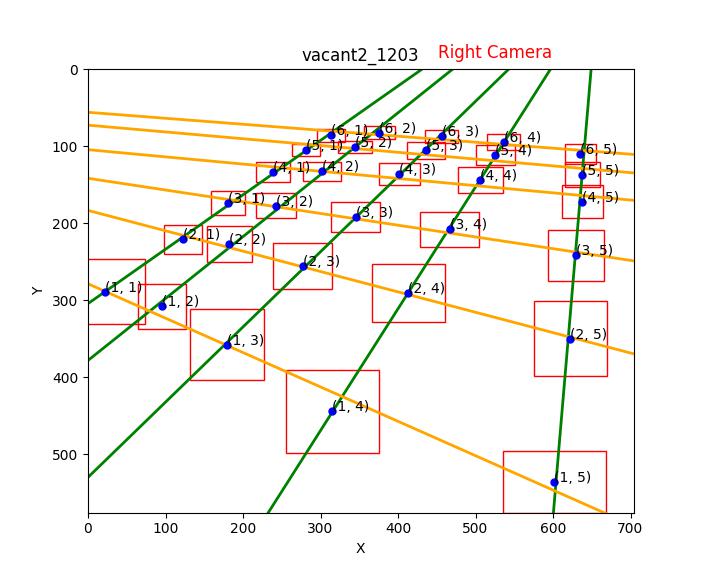 vacant2_1203 Right Camera
0
(6, 1) (6, 2) (6, 3) (6, 4)
(5, 1) (5, 2) (5, 3) (5, 4) (6, 5)
100
(4, 1) (4, 2) (4, 3) (4, 4) (5, 5)
(3, 1) (3, 2) (3, 3) (3, 4) (4, 5)
200
(2, 1) (2, 2) (2, 3) (2, 4) (3, 5)
Y
(1, 1) (1, 2) (1, 3) (1, 4) (2, 5)
300
400
(1, 5)
500
0 100 200 300 400 500 600 700
X